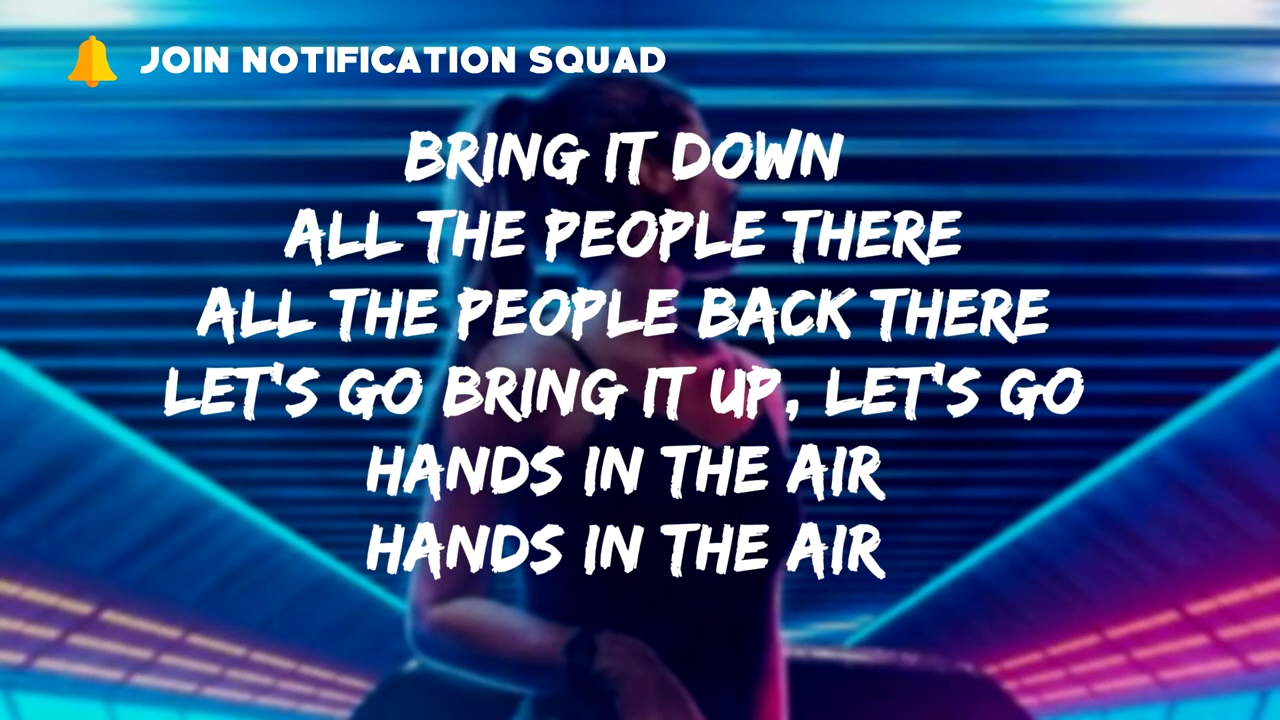 JOIN NOTIFICATION SQUAD
BRING IT DOWN
ALL THE PEOPLE THERE
ALL THE PEOPLE BACK THERE
LET'S GO BRING IT UP, LET'S GO
HANDS IN THE AIR
HANDS IN THE AIR